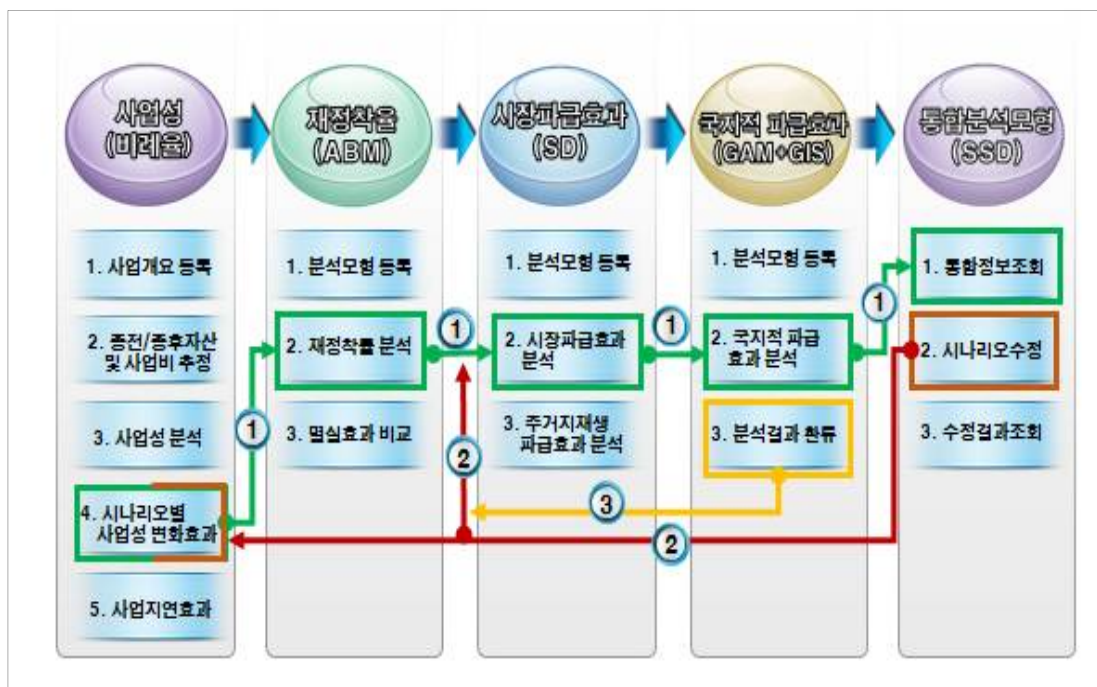 사업성
(비례율)
재정착율
(ABM)
시장파급효과
(SD)
국지적 파급효과
(GAM+GIS)
통합분석모형
(SSD)
1. 사업개요 등록
2. 종전/종후자산
및 사업비 추정
3. 사업성 분석
4. 시나리오별
사업성 변화효과
5. 사업지연효과
1
1. 분석모형 등록
2. 재정착률 분석
3. 멸실효과 비교
1
2
1. 분석모형 등록
2. 시장파급효과
분석
3. 주거지재생
파급효과 분석
1
3
2
1. 분석모형 등록
2. 국지적 파급
효과 분석
3. 분석결과 환류
1
1. 통합정보조회
2. 시나리오수정
3. 수정결과조회